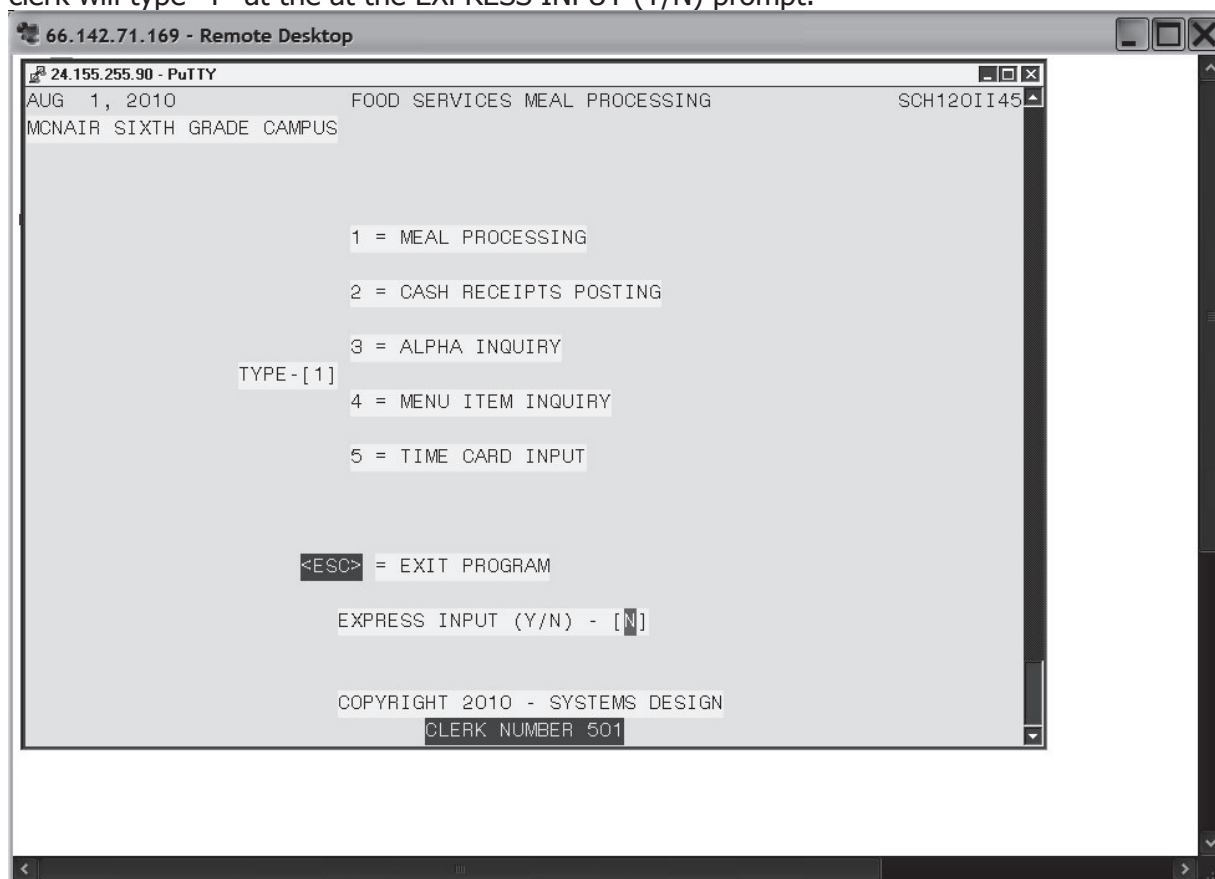 clerk will type "Y" at the at the EXPRESS INPUT (Y/N) prompt.
66.142.71.169 - Remote Desktop
24.155.255.90 - PuTTY
AUG 1, 2010 FOOD SERVICES MEAL PROCESSING SCH120II45
MCNAIR SIXTH GRADE CAMPUS
1 = MEAL PROCESSING
2 = CASH RECEIPTS POSTING
3 = ALPHA INQUIRY
TYPE-[1]
4 = MENU ITEM INQUIRY
5 = TIME CARD INPUT
<ESC> = EXIT PROGRAM
EXPRESS INPUT (Y/N) - [N]
COPYRIGHT 2010 - SYSTEMS DESIGN
CLERK NUMBER 501